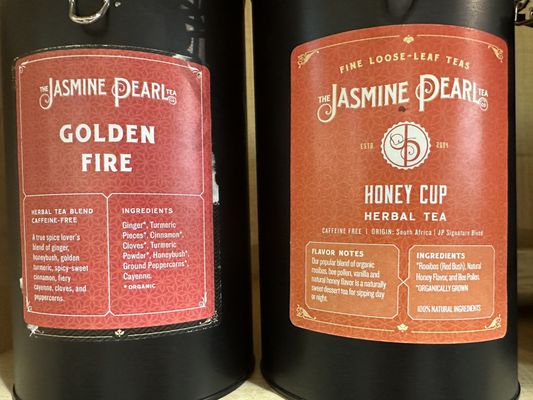 THE JASMINE PEARL TEA CO
GOLDEN
FIRE
HERBAL TEA BLEND
CAFFEINE-FREE
A true spice lover's
blend of ginger,
honeybush, golden
turmeric, spicy-sweet
cinnamon, fiery
cayenne, cloves, and
peppercorns.
INGREDIENTS
Ginger*, Turmeric
Pieces*, Cinnamon*,
Cloves*, Turmeric
Powder*, Honeybush*,
Ground Peppercorns*,
Cayenne.
* ORGANIC
FINE LOOSE-LEAF TEAS
THE JASMINE PEARL TEA CO
ESTD 2004
HONEY CUP
HERBAL TEA
CAFFEINE FREE | ORIGIN: South Africa | JP Signature Blend
FLAVOR NOTES
Our popular blend of organic
rooibos, bee pollen, vanilla and
natural honey flavor is a naturally
sweet dessert tea for sipping day
or night.
INGREDIENTS
*Rooibos (Red Bush), Natural
Honey Flavor, and Bee Pollen.
*ORGANICALLY GROWN
100% NATURAL INGREDIENTS